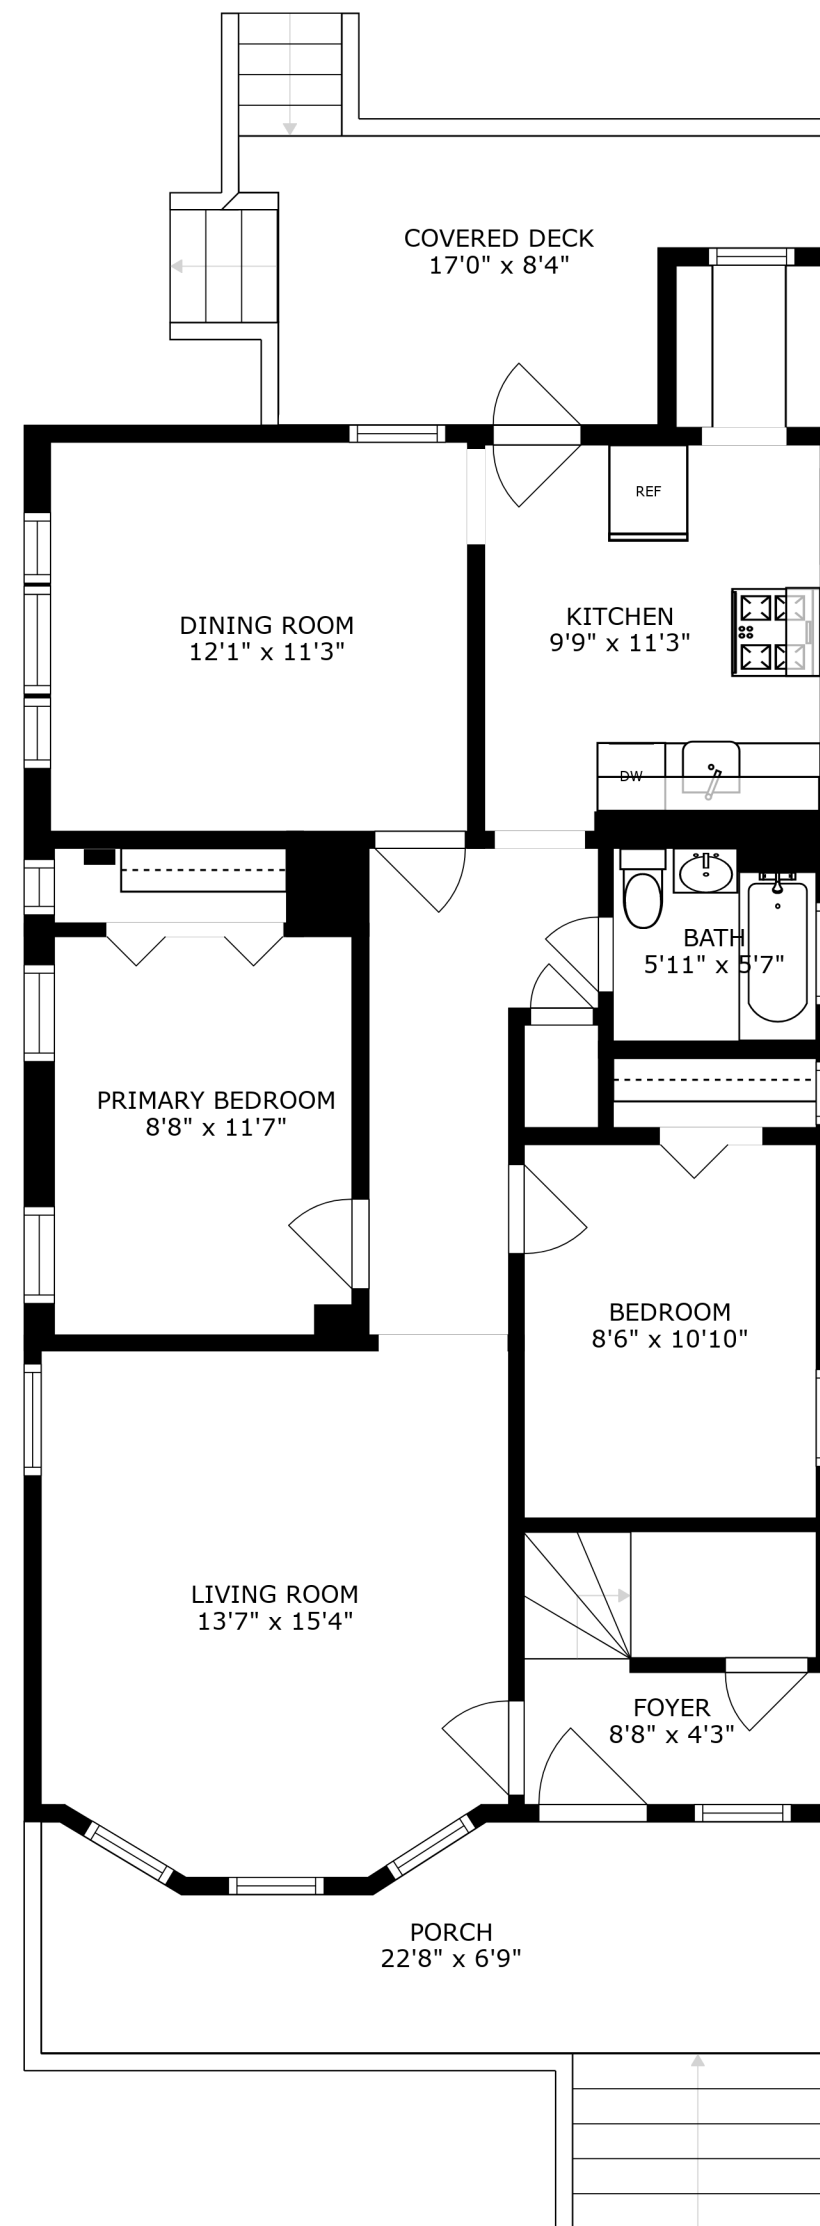 COVERED DECK
17'0" x 8'4"
REF
DINING ROOM
12'1" x 11'3"
KITCHEN
9'9" x 11'3"
DW
BATH
5'11" x 5'7"
PRIMARY BEDROOM
8'8" x 11'7"
BEDROOM
8'6" x 10'10"
LIVING ROOM
13'7" x 15'4"
FOYER
8'8" x 4'3"
PORCH
22'8" x 6'9"